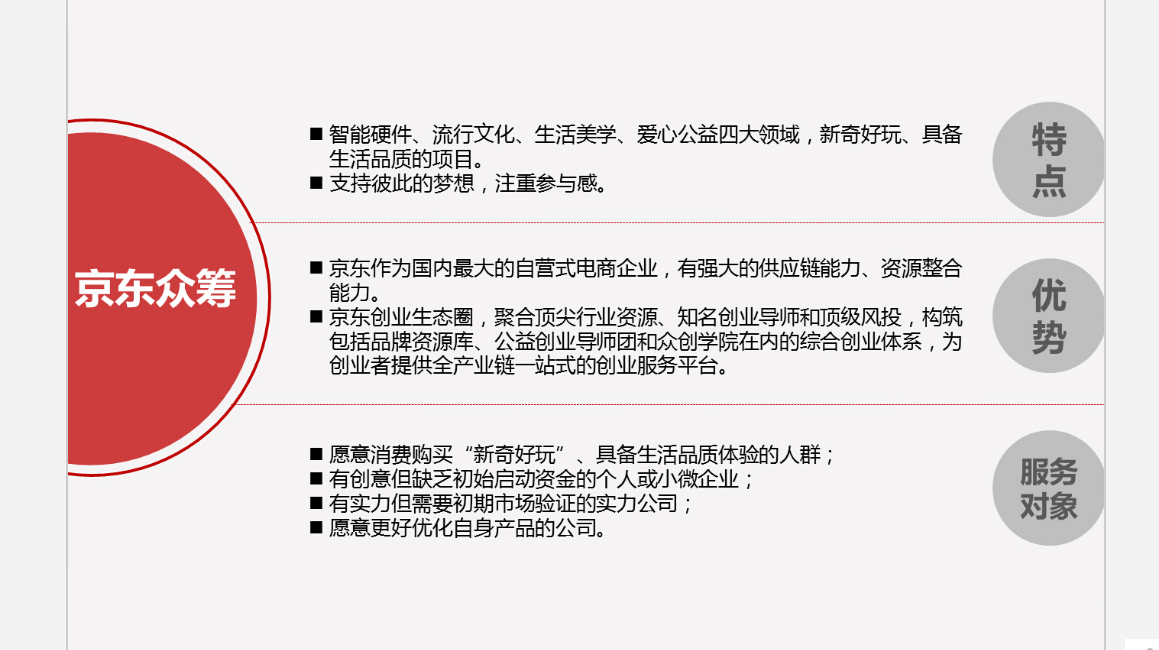 京东众筹
■ 智能硬件、流行文化、生活美学、爱心公益四大领域，新奇好玩、具备
生活品质的项目。
■ 支持彼此的梦想，注重参与感。
特
点
■ 京东作为国内最大的自营式电商企业，有强大的供应链能力、资源整合
能力。
■ 京东创业生态圈，聚合顶尖行业资源、知名创业导师和顶级风投，构筑
包括品牌资源库、公益创业导师团和众创学院在内的综合创业体系，为
创业者提供全产业链一站式的创业服务平台。
优
势
■ 愿意消费购买“新奇好玩”、具备生活品质体验的人群；
■ 有创意但缺乏初始启动资金的个人或小微企业；
■ 有实力但需要初期市场验证的实力公司；
■ 愿意更好优化自身产品的公司。
服务
对象